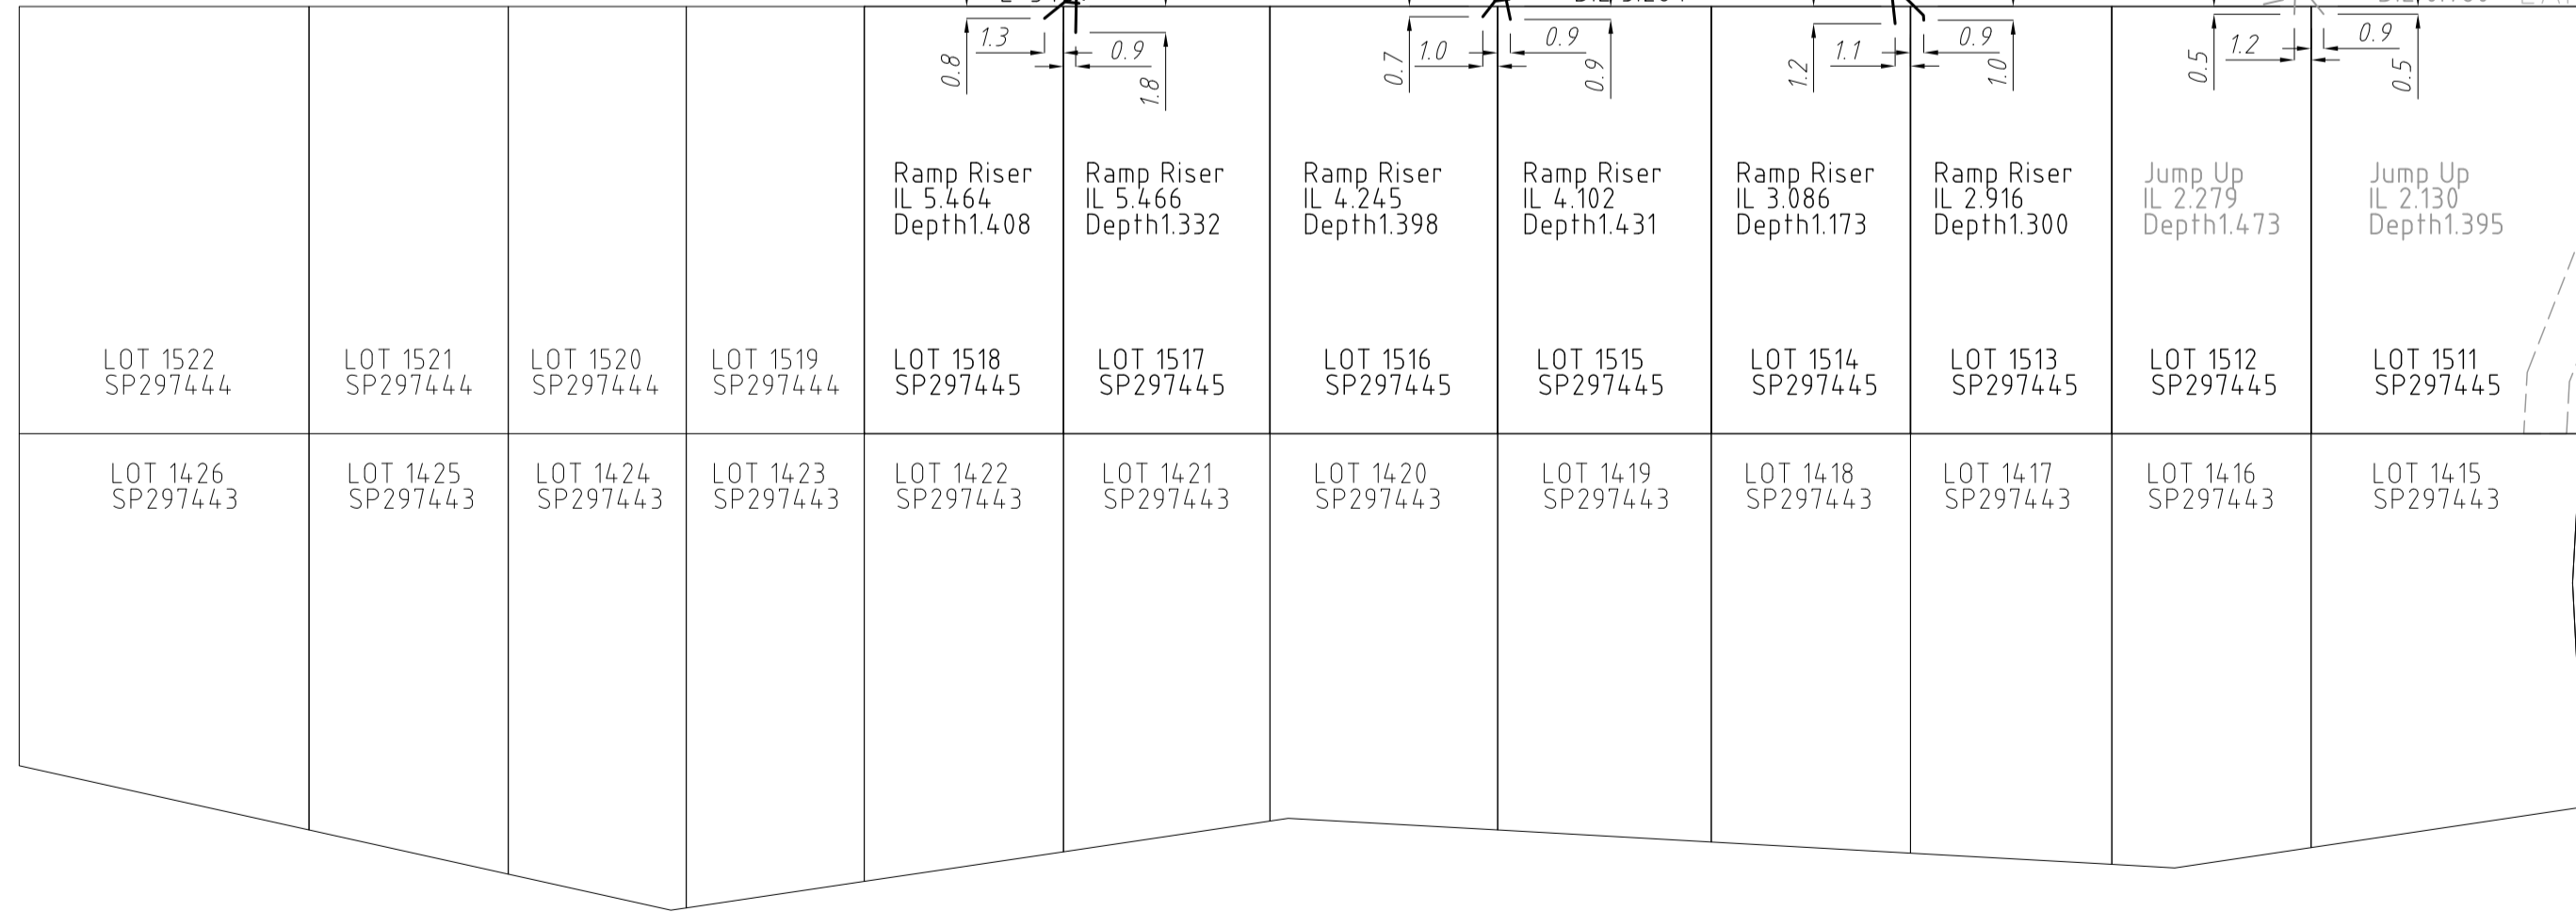 1.3
0.8
0.9
1.8
1.0
0.7
0.9
0.9
1.1
1.2
0.9
1.0
1.2
0.5
0.9
0.5
Ramp Riser
IL 5.464
Depth1.408
Ramp Riser
IL 5.466
Depth1.332
Ramp Riser
IL 4.245
Depth1.398
Ramp Riser
IL 4.102
Depth1.431
Ramp Riser
IL 3.086
Depth1.173
Ramp Riser
IL 2.916
Depth1.300
Jump Up
IL 2.279
Depth1.473
Jump Up
IL 2.130
Depth1.395
LOT 1522
SP297444
LOT 1521
SP297444
LOT 1520
SP297444
LOT 1519
SP297444
LOT 1518
SP297445
LOT 1517
SP297445
LOT 1516
SP297445
LOT 1515
SP297445
LOT 1514
SP297445
LOT 1513
SP297445
LOT 1512
SP297445
LOT 1511
SP297445
LOT 1426
SP297443
LOT 1425
SP297443
LOT 1424
SP297443
LOT 1423
SP297443
LOT 1422
SP297443
LOT 1421
SP297443
LOT 1420
SP297443
LOT 1419
SP297443
LOT 1418
SP297443
LOT 1417
SP297443
LOT 1416
SP297443
LOT 1415
SP297443